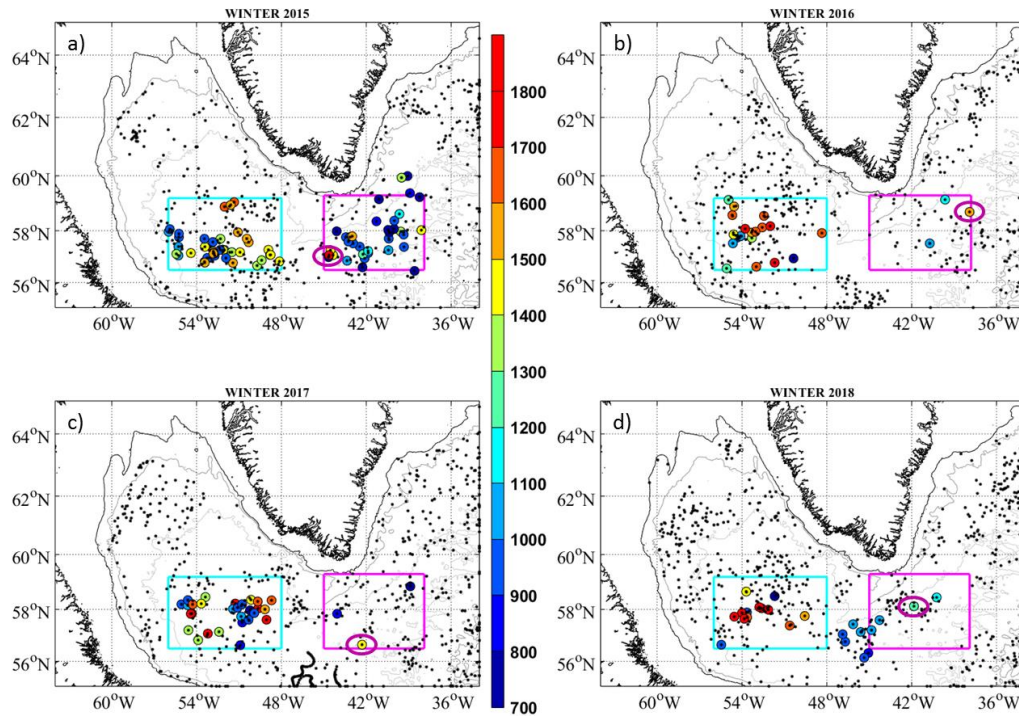 WINTER 2015
a)
64°N
62°N
60°N
58°N
56°N
60°W 54°W 48°W 42°W 36°W
1800
1700
1600
1500
1400
1300
1200
1100
1000
900
800
700
WINTER 2016
b)
64°N
62°N
60°N
58°N
56°N
60°W 54°W 48°W 42°W 36°W
WINTER 2017
c)
64°N
62°N
60°N
58°N
56°N
60°W 54°W 48°W 42°W 36°W
WINTER 2018
d)
64°N
62°N
60°N
58°N
56°N
60°W 54°W 48°W 42°W 36°W